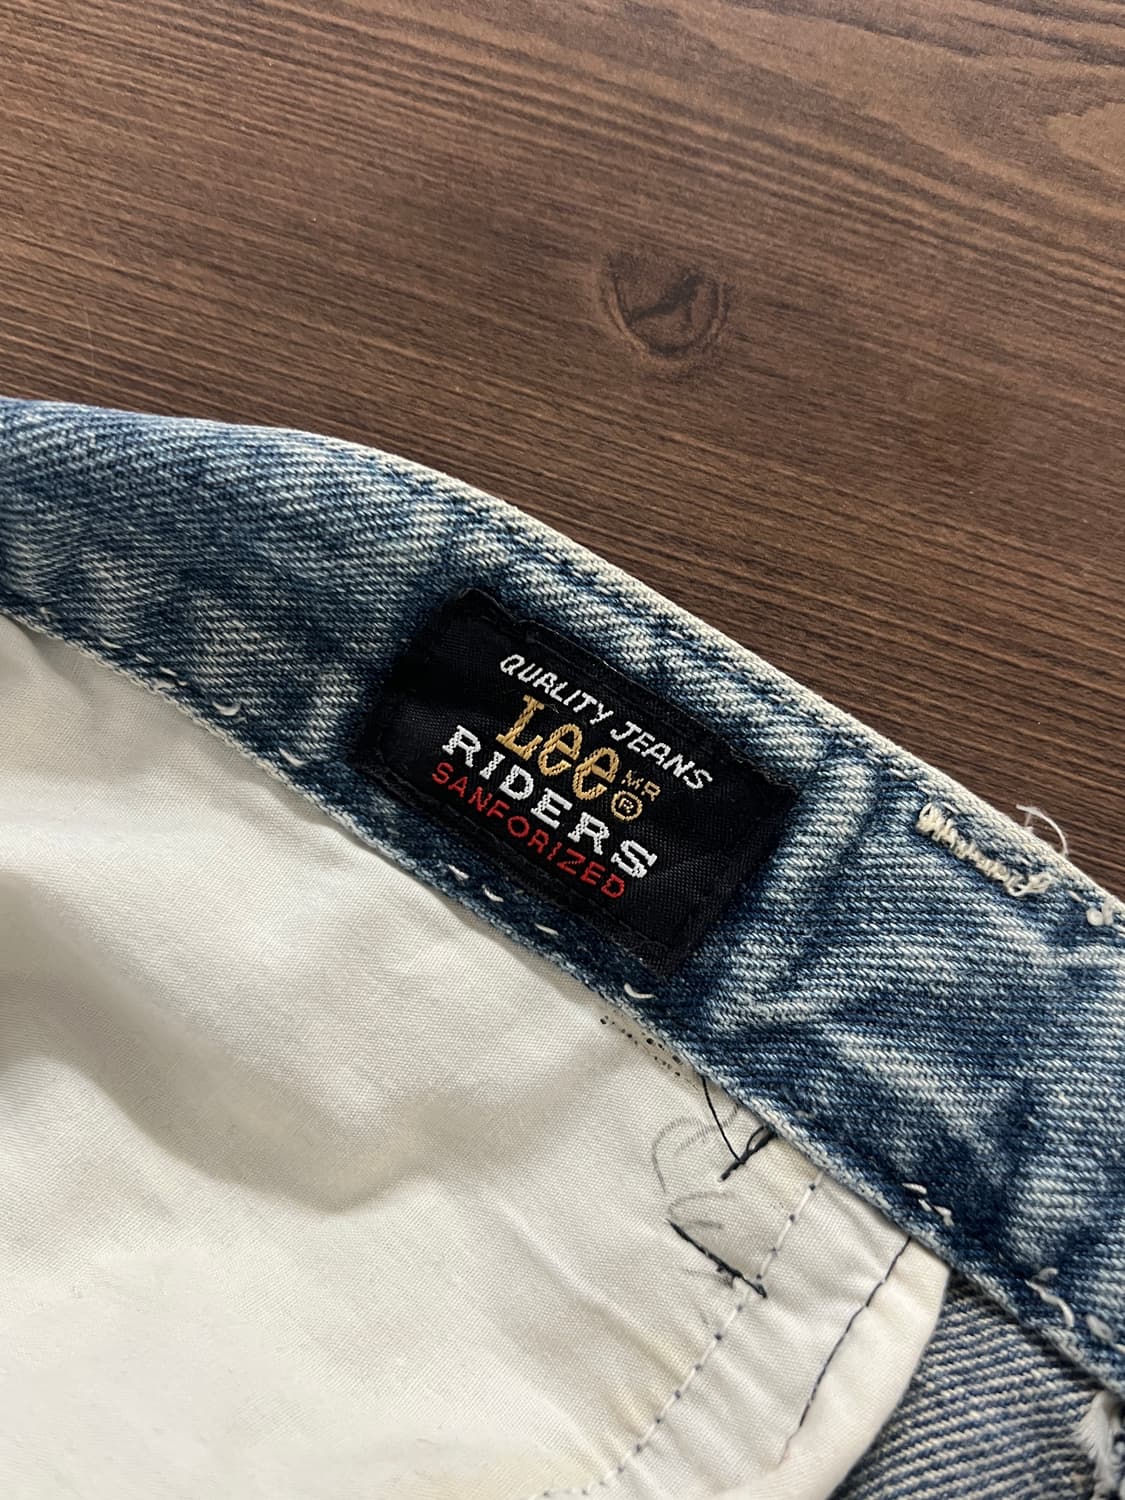 QUALITY JEANS
Lee MR ®
RIDERS
SANFORIZED